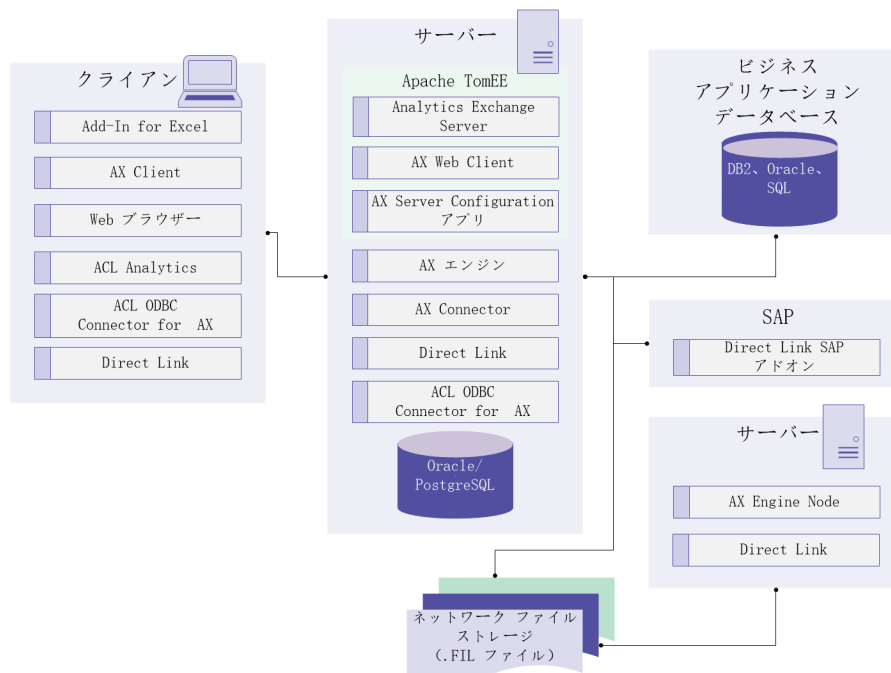 クライアン
Add-In for Excel
AX Client
Web ブラウザー
ACL Analytics
ACL ODBC
Connector for AX
Direct Link
サーバー
Apache TomEE
Analytics Exchange
Server
AX Web Client
AX Server Configuration
アプリ
AX エンジン
AX Connector
Direct Link
ACL ODBC
Connector for AX
Oracle/
PostgreSQL
ビジネス
アプリケーション
データベース
DB2、Oracle、
SQL
SAP
Direct Link SAP
アドオン
サーバー
AX Engine Node
Direct Link
ネットワーク ファイル
ストレージ
(.FIL ファイル)